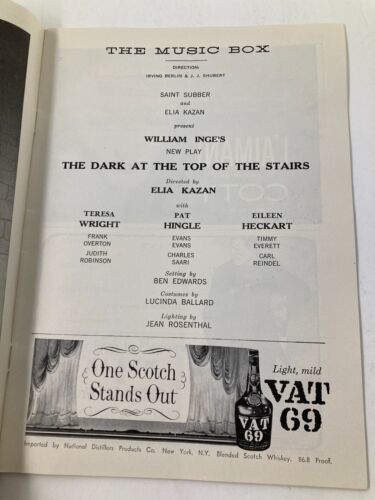 THE MUSIC BOX
DIRECTION:
IRVING BERLIN & J. J. SHUBERT
SAINT SUBBER
and
ELIA KAZAN
present
WILLIAM INGE'S
NEW PLAY
THE DARK AT THE TOP OF THE STAIRS
Directed by
ELIA KAZAN
with
TERESA WRIGHT
PAT HINGLE
EILEEN HECKART
FRANK OVERTON
EVANS EVANS
TIMMY EVERETT
JUDITH ROBINSON
CHARLES SAARI
CARL REINDEL
Setting by
BEN EDWARDS
Costumes by
LUCINDA BALLARD
Lighting by
JEAN ROSENTHAL
One Scotch
Stands Out
Light, mild
VAT
69
VAT
69
Imported by National Distillers Products Co. New York, N.Y. Blended Scotch Whiskey. 86.8 Proof.